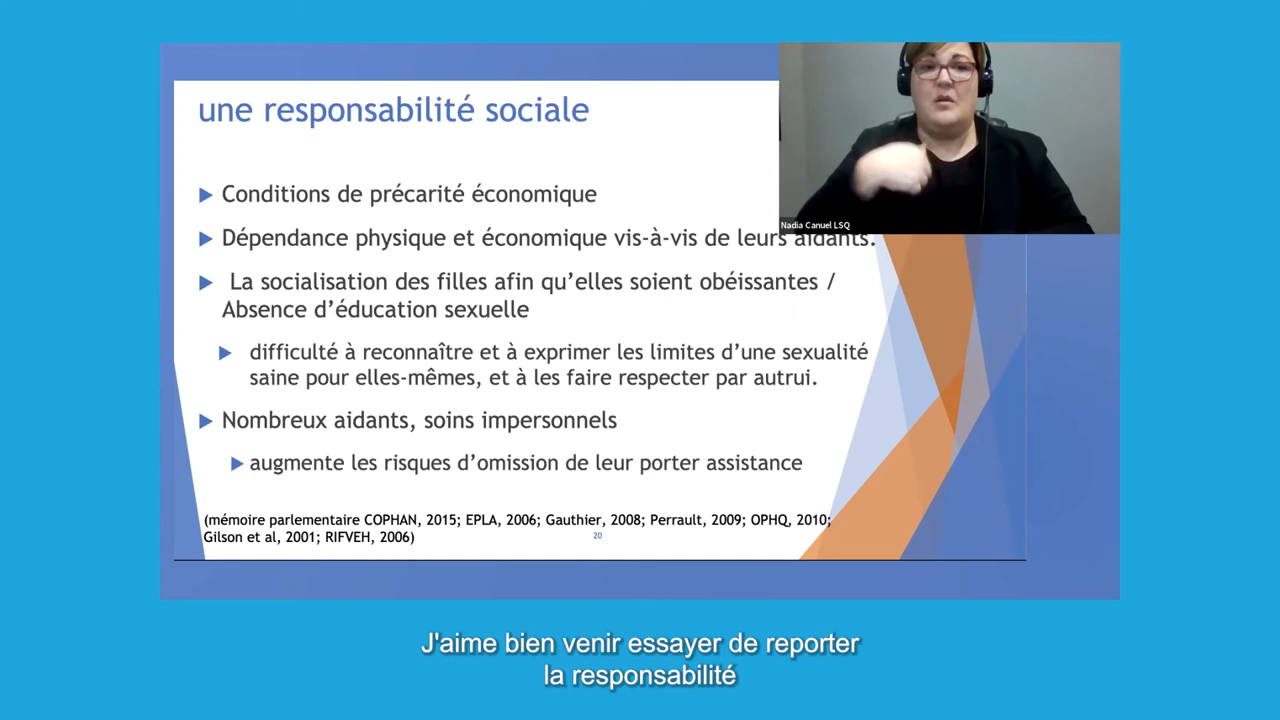 une responsabilité sociale
Conditions de précarité économique
Dépendance physique et économique vis-à-vis de leurs aidants.
La socialisation des filles afin qu’elles soient obéissantes /
Absence d’éducation sexuelle
difficulté à reconnaître et à exprimer les limites d’une sexualité
saine pour elles-mêmes, et à les faire respecter par autrui.
Nombreux aidants, soins impersonnels
augmente les risques d’omission de leur porter assistance
(mémoire parlementaire COPHAN, 2015; EPLA, 2006; Gauthier, 2008; Perrault, 2009; OPHQ, 2010;
Gilson et al, 2001; RIFVEH, 2006)
20
Nadia Canuel LSQ
J'aime bien venir essayer de reporter
la responsabilité